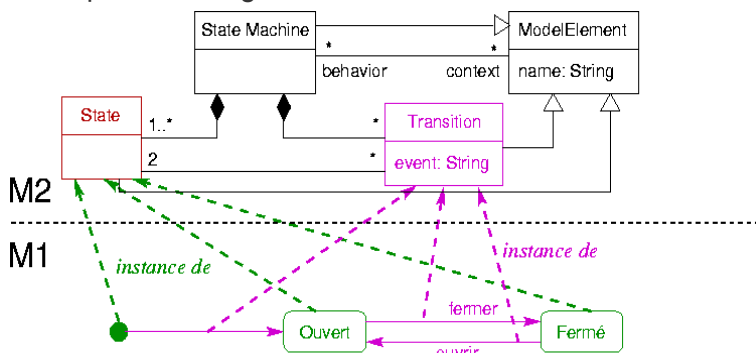 State Machine
ModelElement
*
*
behavior
context
name: String
State
1..*
*
Transition
2
*
event: String
M2
M1
instance de
instance de
fermer
Ouvert
Fermé
ouvrir